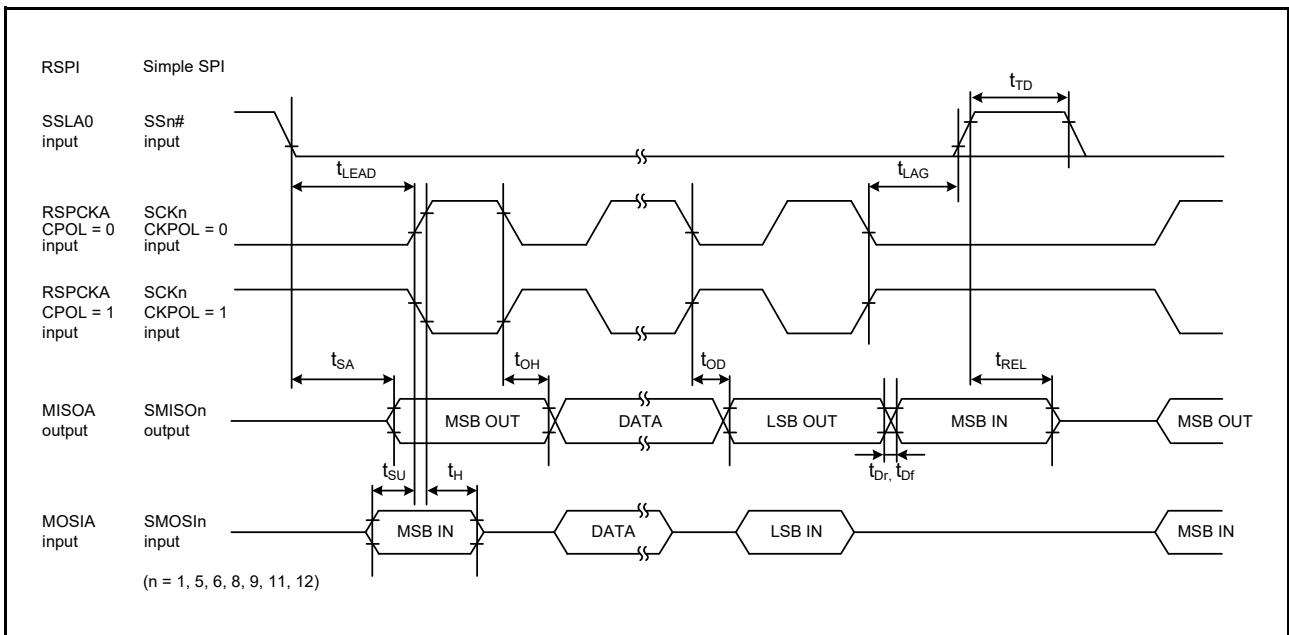 RSPI Simple SPI
tTD
SSLA0 SSn#
input input
tLEAD tLAG
RSPCKA SCKn
CPOL = 0 CKPOL = 0
input input
RSPCKA SCKn
CPOL = 1 CKPOL = 1
input input
tSA tOH tOD tREL
MISOA SMISOn MSB OUT DATA LSB OUT MSB IN MSB OUT
output output
tSU tH tDr, tDf
MOSIA SMOSIn MSB IN DATA LSB IN MSB IN
input input
(n = 1, 5, 6, 8, 9, 11, 12)